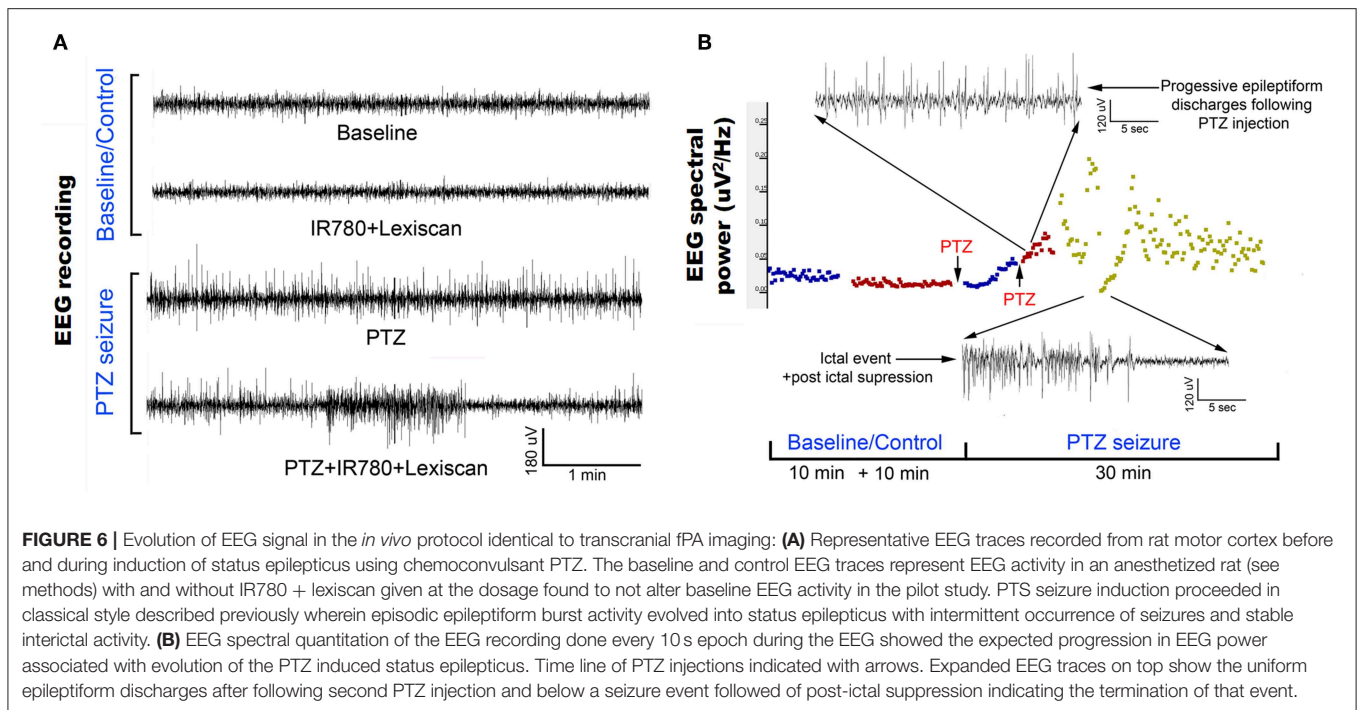 A
EEG recording
Baseline/Control
PTZ seizure
Baseline
IR780+Lexiscan
PTZ
PTZ+IR780+Lexiscan
180 uV
1 min
B
EEG spectral
power (uV²/Hz)
0.25
0.20
0.15
0.10
0.05
0.00
Progessive epileptiform
discharges following
PTZ injection
120 uV
5 sec
PTZ
PTZ
Ictal event
+post ictal supression
120 uV
5 sec
Baseline/Control
PTZ seizure
10 min + 10 min
30 min
FIGURE 6 | Evolution of EEG signal in the in vivo protocol identical to transcranial fPA imaging: (A) Representative EEG traces recorded from rat motor cortex before
and during induction of status epilepticus using chemoconvulsant PTZ. The baseline and control EEG traces represent EEG activity in an anesthetized rat (see
methods) with and without IR780 + lexiscan given at the dosage found to not alter baseline EEG activity in the pilot study. PTS seizure induction proceeded in
classical style described previously wherein episodic epileptiform burst activity evolved into status epilepticus with intermittent occurrence of seizures and stable
interictal activity. (B) EEG spectral quantitation of the EEG recording done every 10 s epoch during the EEG showed the expected progression in EEG power
associated with evolution of the PTZ induced status epilepticus. Time line of PTZ injections indicated with arrows. Expanded EEG traces on top show the uniform
epileptiform discharges after following second PTZ injection and below a seizure event followed of post-ictal suppression indicating the termination of that event.